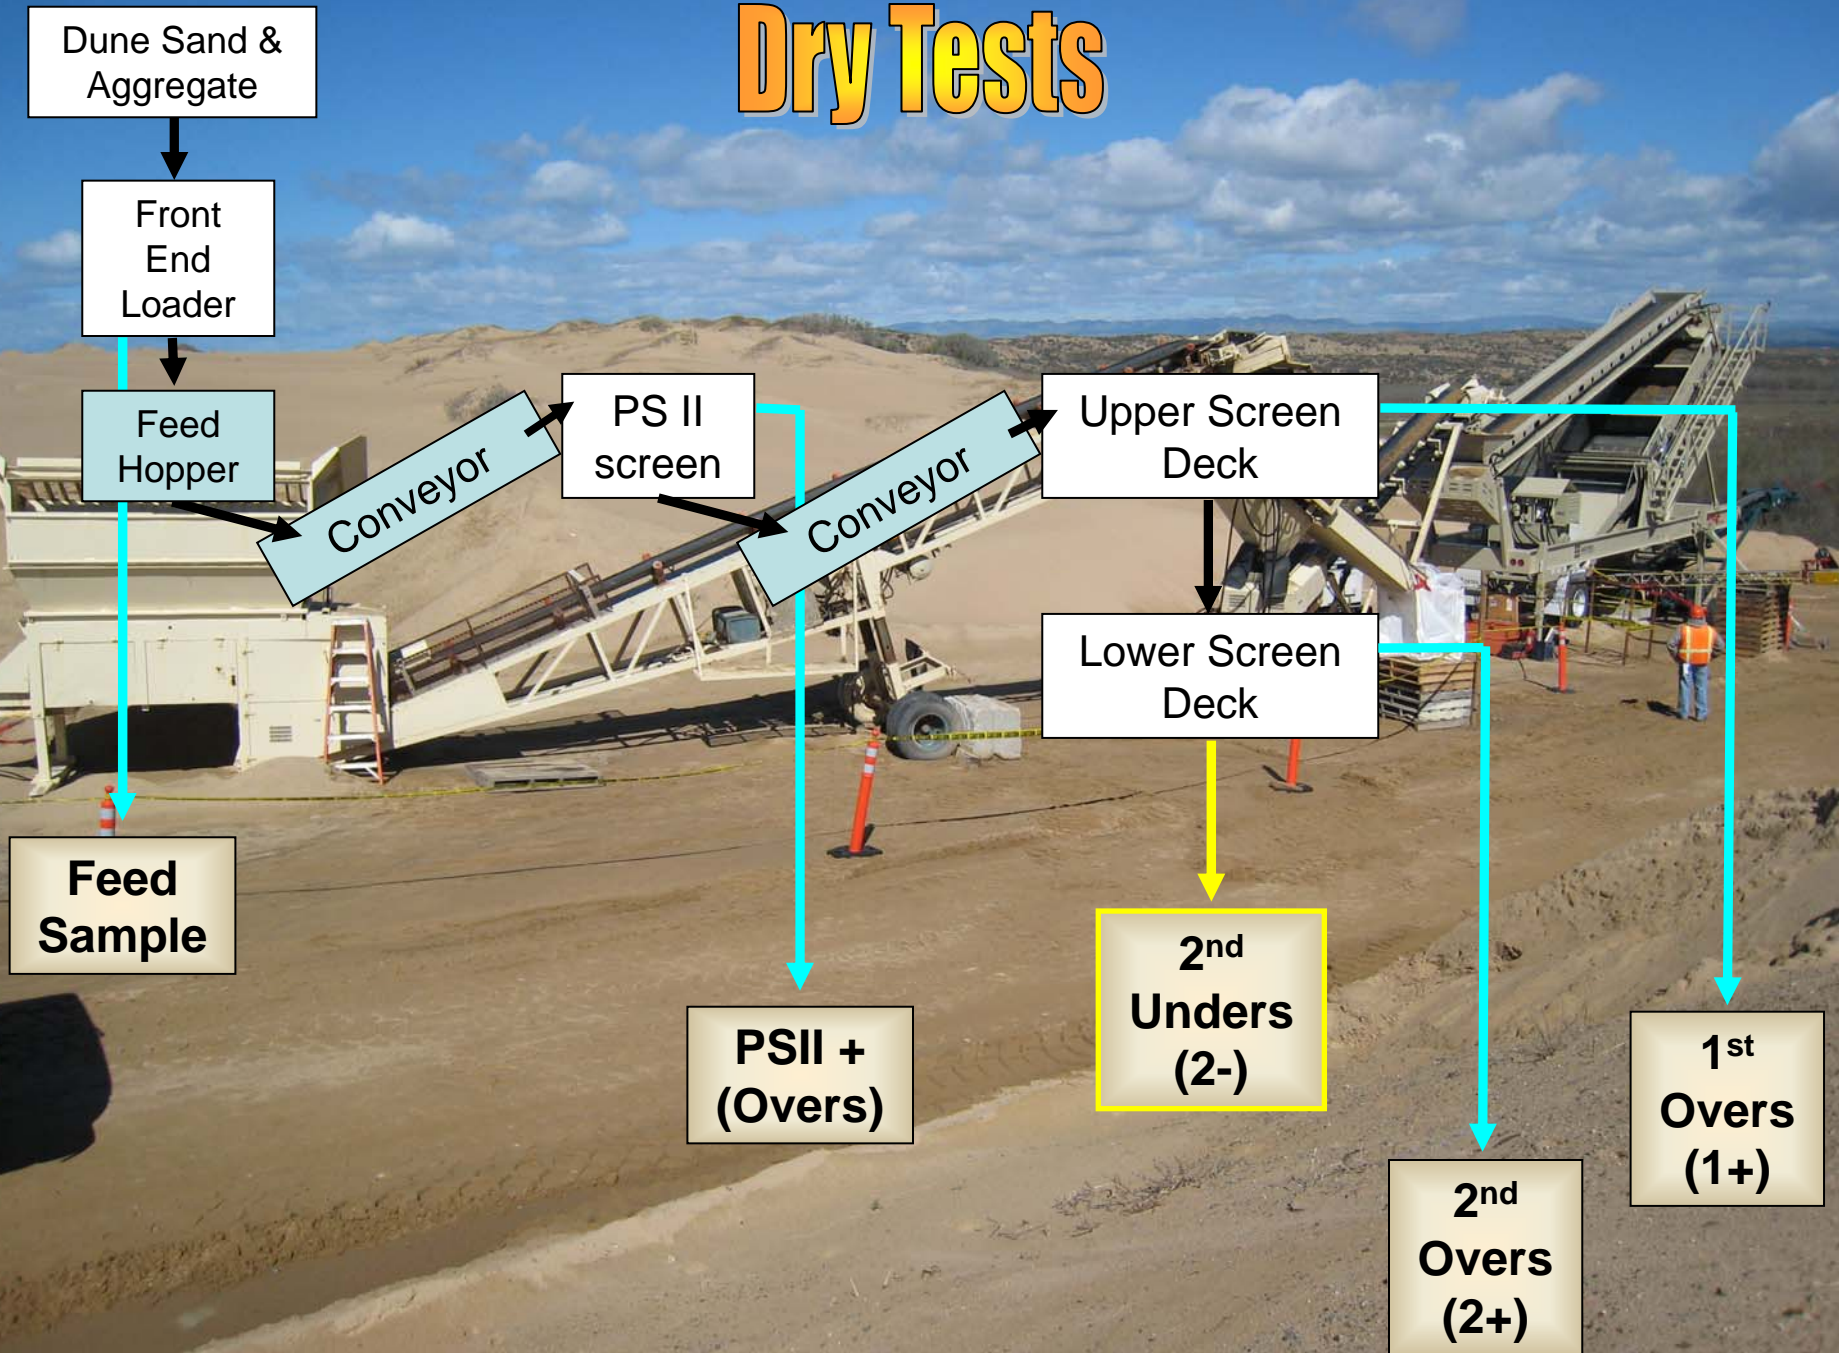 Dry Tests
Dune Sand &
Aggregate
Front
End
Loader
Feed
Hopper
Conveyor
PS II
screen
Conveyor
Upper Screen
Deck
Lower Screen
Deck
Feed
Sample
PSII +
(Overs)
2nd
Unders
(2-)
2nd
Overs
(2+)
1st
Overs
(1+)